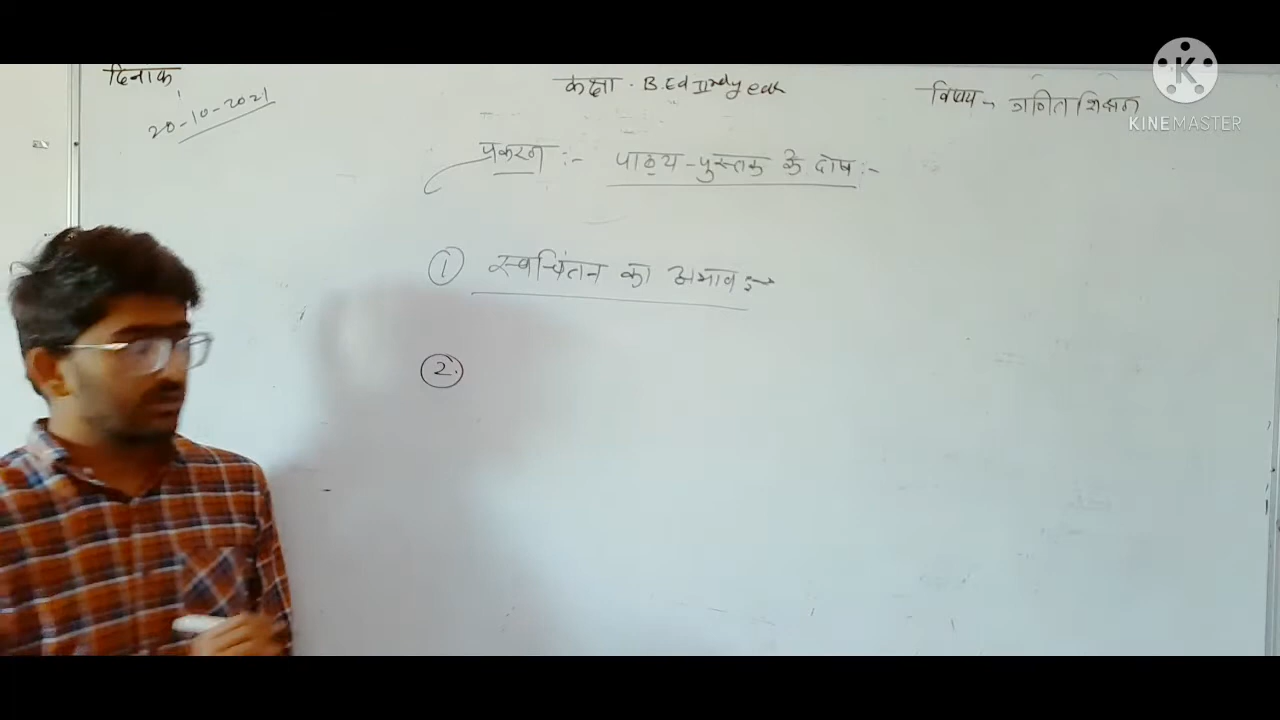 दिनाक कक्षा . B.Ed IInd year विषय - गणित शिक्षण
20-10-2021
KINEMASTER
प्रकरण :- पाठ्य-पुस्तक के दोष :-
① स्वचिंतन का अभाव :-
②